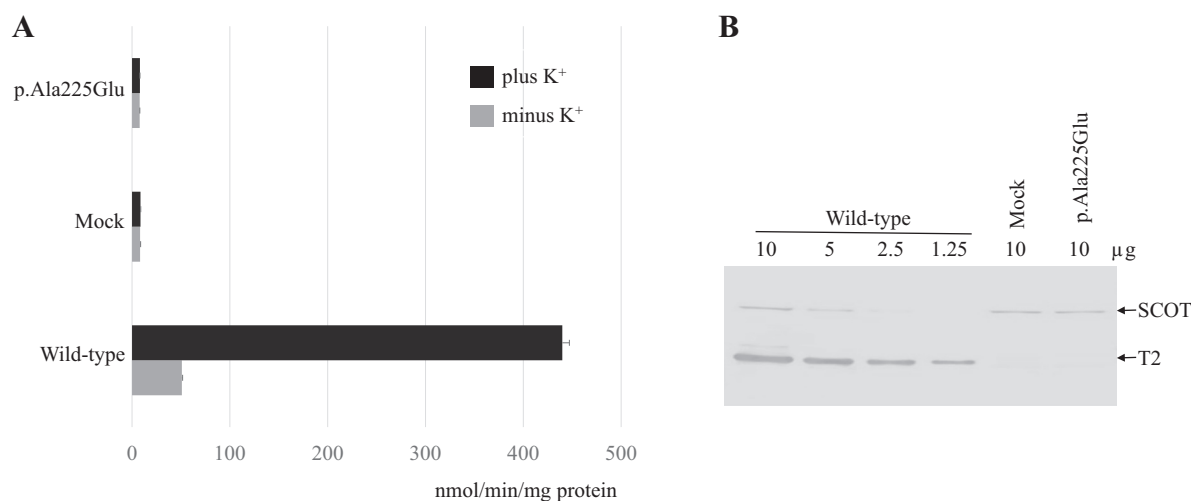 A
p.Ala225Glu
plus K⁺
minus K⁺
Mock
Wild-type
0 100 200 300 400 500
nmol/min/mg protein
B
Wild-type
Mock
p.Ala225Glu
10 5 2.5 1.25 10 10 μg
SCOT
T2